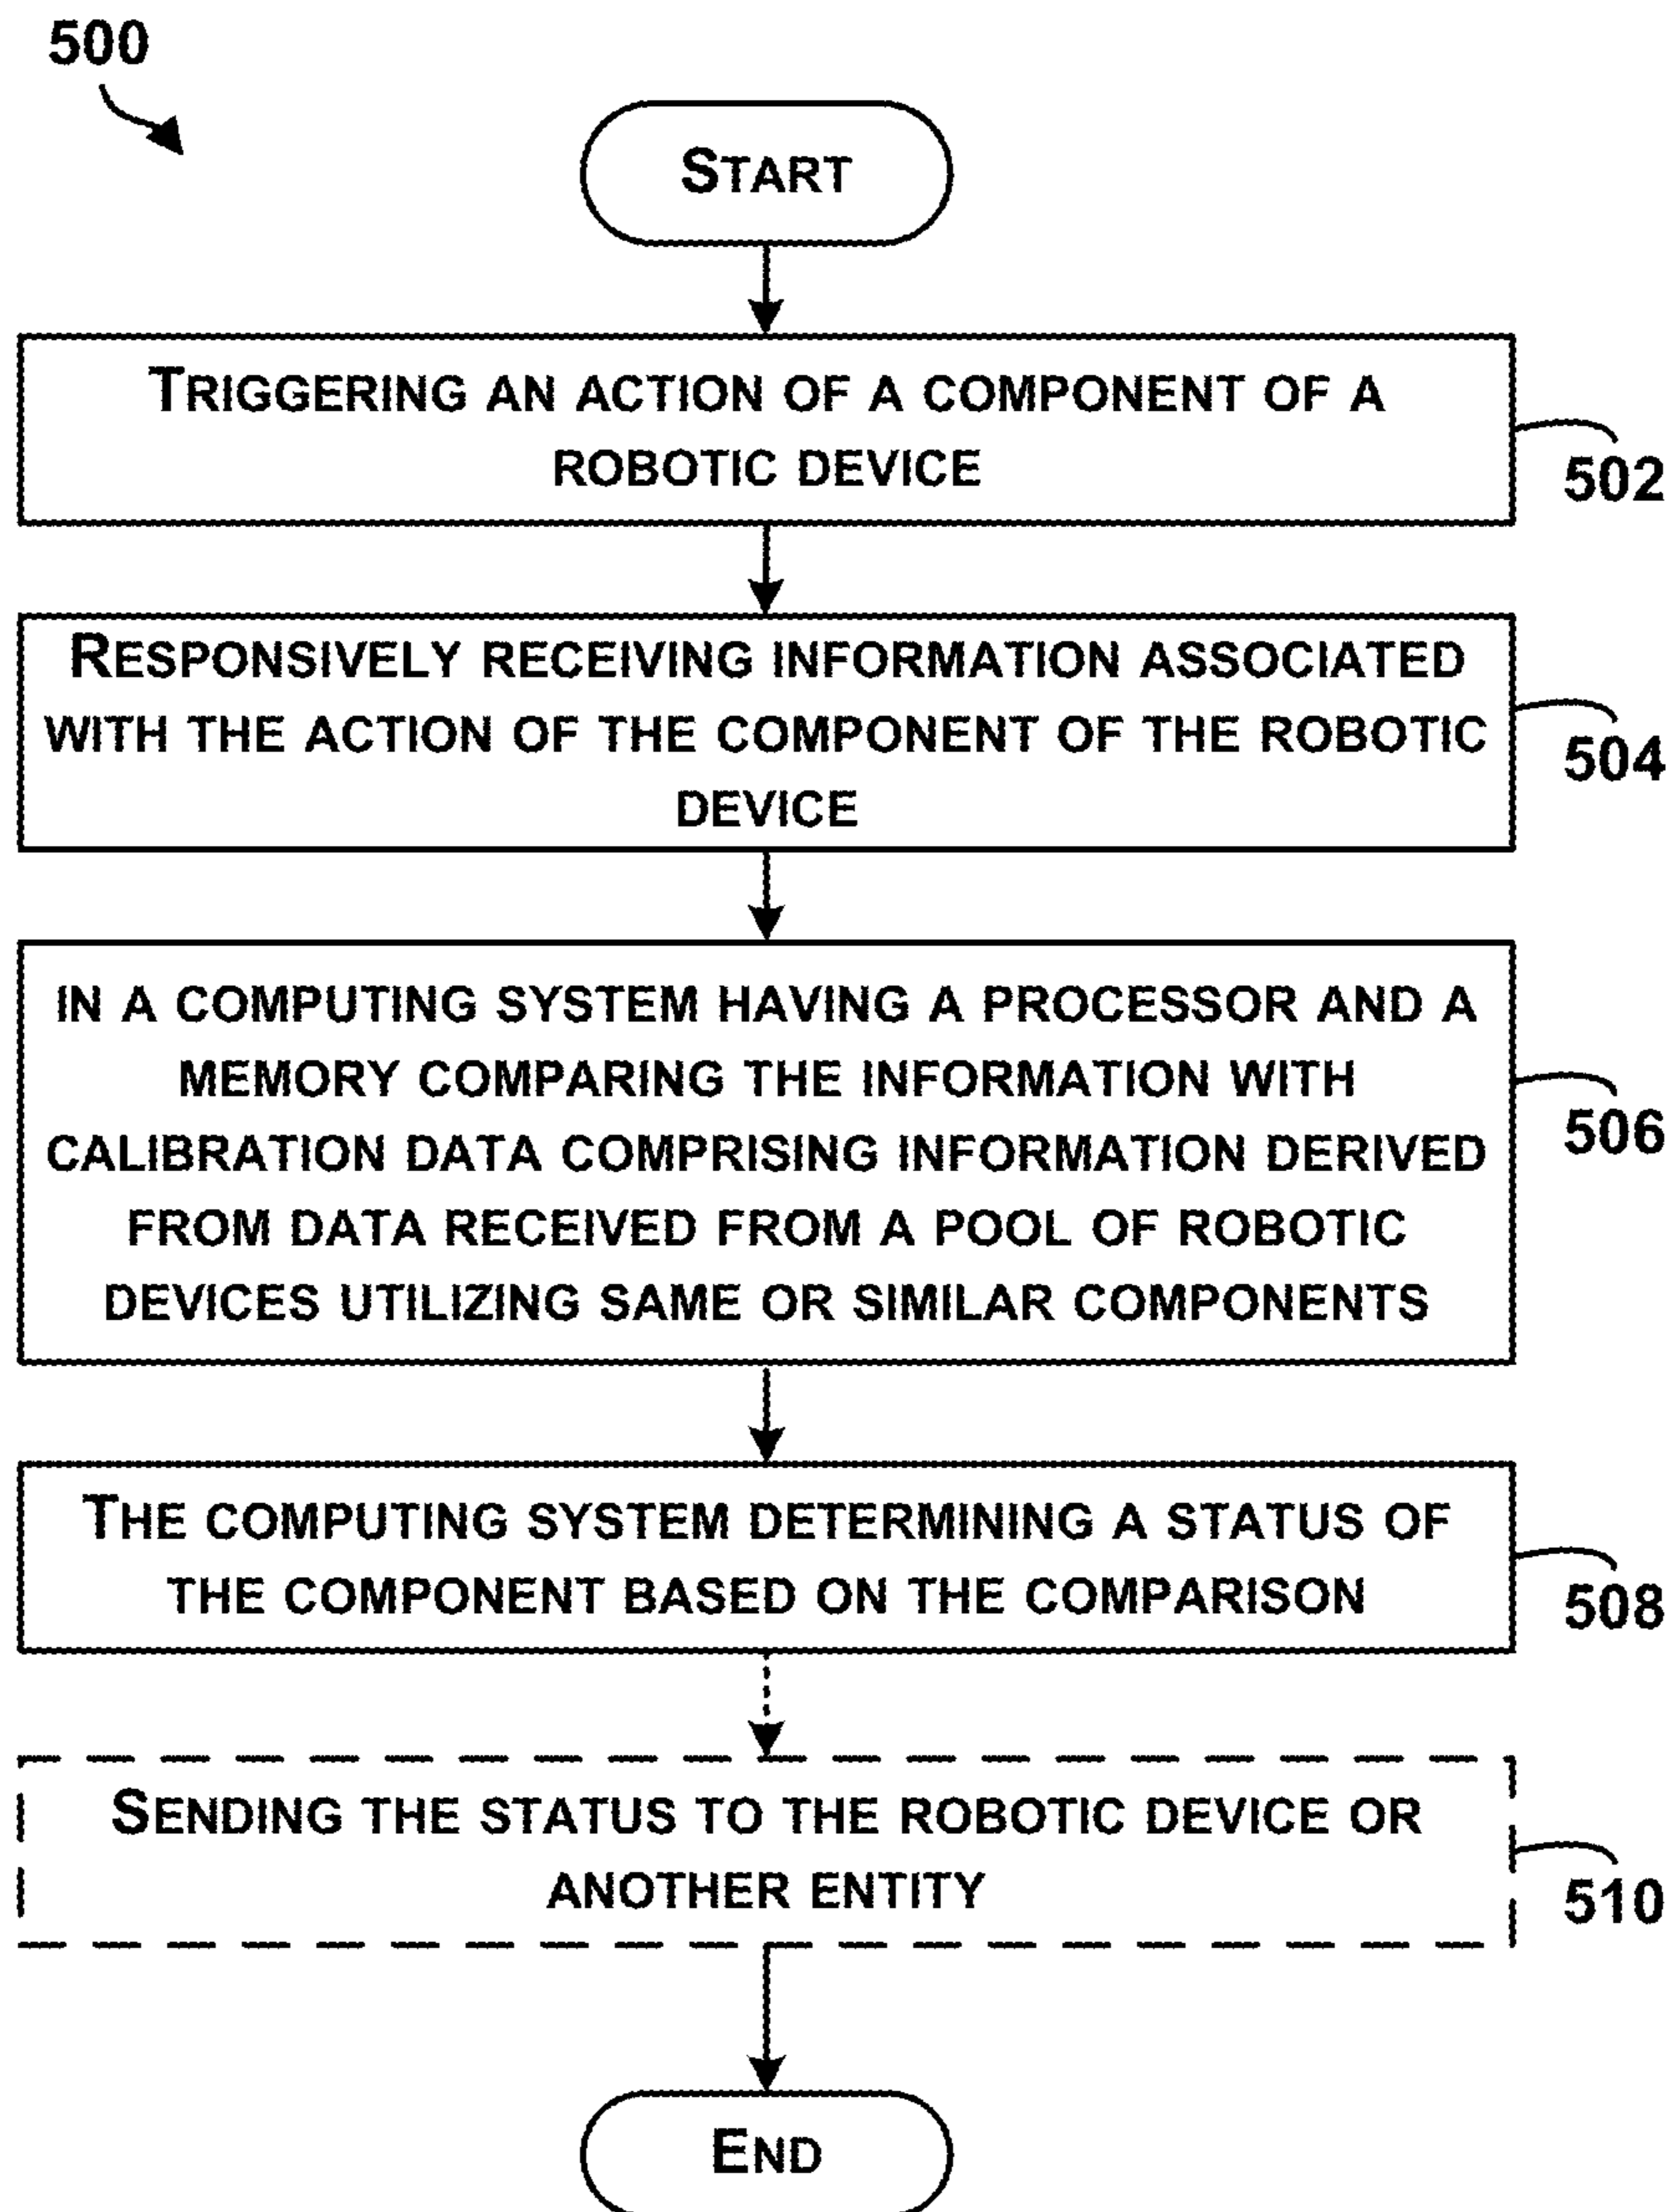 500
START
TRIGGERING AN ACTION OF A COMPONENT OF A
ROBOTIC DEVICE
502
RESPONSIVELY RECEIVING INFORMATION ASSOCIATED
WITH THE ACTION OF THE COMPONENT OF THE ROBOTIC
DEVICE
504
IN A COMPUTING SYSTEM HAVING A PROCESSOR AND A
MEMORY COMPARING THE INFORMATION WITH
CALIBRATION DATA COMPRISING INFORMATION DERIVED
FROM DATA RECEIVED FROM A POOL OF ROBOTIC
DEVICES UTILIZING SAME OR SIMILAR COMPONENTS
506
THE COMPUTING SYSTEM DETERMINING A STATUS OF
THE COMPONENT BASED ON THE COMPARISON
508
SENDING THE STATUS TO THE ROBOTIC DEVICE OR
ANOTHER ENTITY
510
END